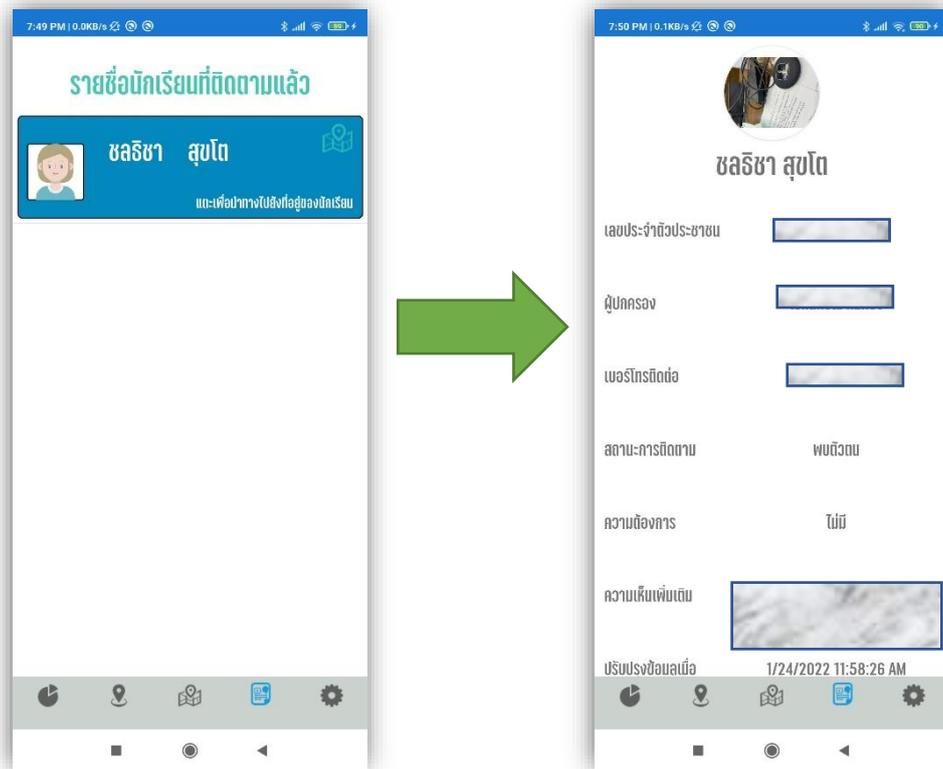 7:49 PM | 0.0KB/s
89
รายชื่อนักเรียนที่ติดตามแล้ว
ชลธิชา สุขโต
แตะเพื่อนำทางไปยังที่อยู่ของนักเรียน
7:50 PM | 0.1KB/s
90
ชลธิชา สุขโต
เลขประจำตัวประชาชน
ผู้ปกครอง
เบอร์โทรติดต่อ
สถานะการติดตาม พบตัวตน
ความต้องการ ไม่มี
ความเห็นเพิ่มเติม
ปรับปรุงข้อมูลเมื่อ 1/24/2022 11:58:26 AM